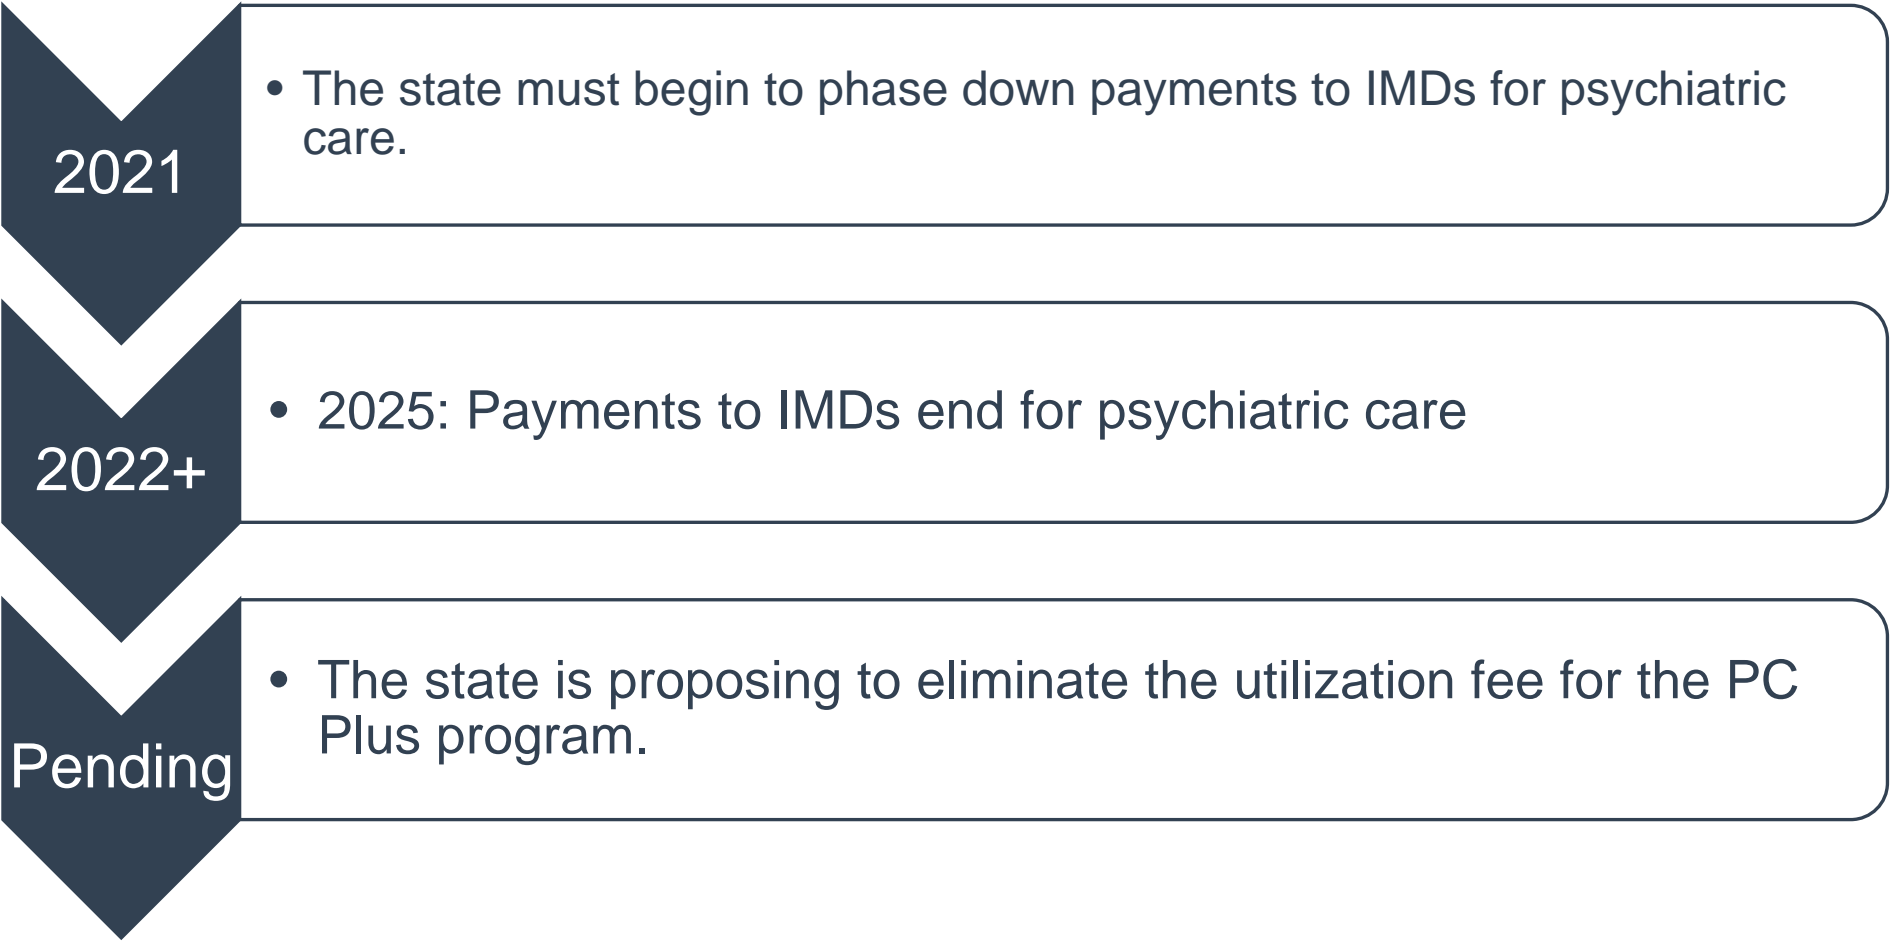 2021
• The state must begin to phase down payments to IMDs for psychiatric
care.
2022+
• 2025: Payments to IMDs end for psychiatric care
Pending
• The state is proposing to eliminate the utilization fee for the PC
Plus program.